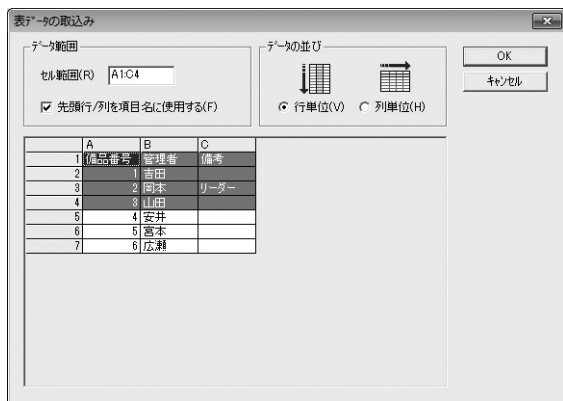 表ﾃﾞｰﾀの取込み
ﾃﾞｰﾀ範囲
ｾﾙ範囲(R) A1:C4
先頭行/列を項目名に使用する(F)
ﾃﾞｰﾀの並び
行単位(V) 列単位(H)
OK
ｷｬﾝｾﾙ
A B C
1 備品番号 管理者 備考
2 1 吉田
3 2 岡本 リーダー
4 3 山田
5 4 安井
6 5 宮本
7 6 広瀬